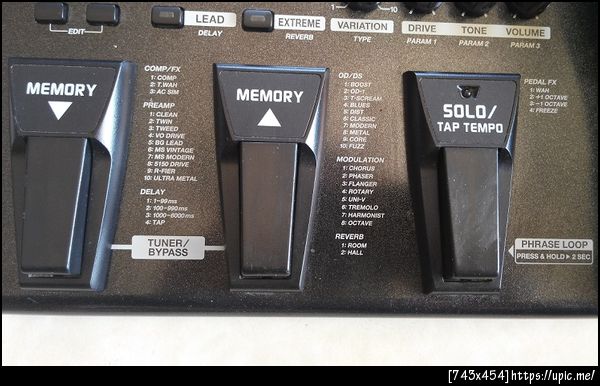 EDIT
LEAD
DELAY
EXTREME
REVERB
1
10
VARIATION
TYPE
DRIVE
PARAM 1
TONE
PARAM 2
VOLUME
PARAM 3
MEMORY
COMP/FX
1: COMP
2: T.WAH
3: AC SIM
PREAMP
1: CLEAN
2: TWIN
3: TWEED
4: VO DRIVE
5: BG LEAD
6: MS VINTAGE
7: MS MODERN
8: 5150 DRIVE
9: R-FIER
10: ULTRA METAL
DELAY
1: 1-99ms
2: 100-990ms
3: 1000-6000ms
4: TAP
TUNER/
BYPASS
MEMORY
OD/DS
1: BOOST
2: OD-1
3: T-SCREAM
4: BLUES
5: DIST
6: CLASSIC
7: MODERN
8: METAL
9: CORE
10: FUZZ
MODULATION
1: CHORUS
2: PHASER
3: FLANGER
4: ROTARY
5: UNI-V
6: TREMOLO
7: HARMONIST
8: OCTAVE
REVERB
1: ROOM
2: HALL
SOLO/
TAP TEMPO
PEDAL FX
1: WAH
2: +1 OCTAVE
3: -1 OCTAVE
4: FREEZE
PHRASE LOOP
PRESS & HOLD ▶ 2 SEC
[743x454]https://upic.me/